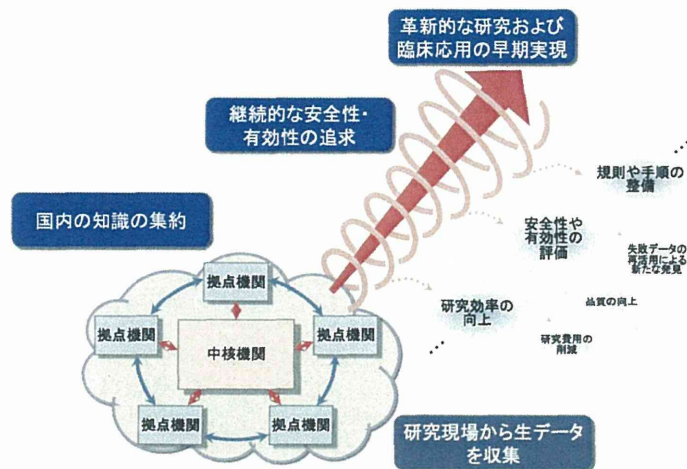 革新的な研究および
臨床応用の早期実現
継続的な安全性・
有効性の追求
規則や手順の
整備
国内の知識の集約
安全性や
有効性の
評価
失敗データの
再活用による
新たな発見
拠点機関
研究効率の
向上
品質の向上
拠点機関
拠点機関
中核機関
研究費用の
削減
拠点機関
拠点機関
研究現場から生データ
を収集